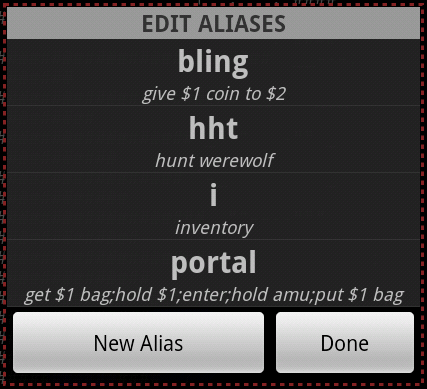 EDIT ALIASES
bling
give $1 coin to $2
hht
hunt werewolf
i
inventory
portal
get $1 bag;hold $1;enter;hold amu;put $1 bag
New Alias
Done